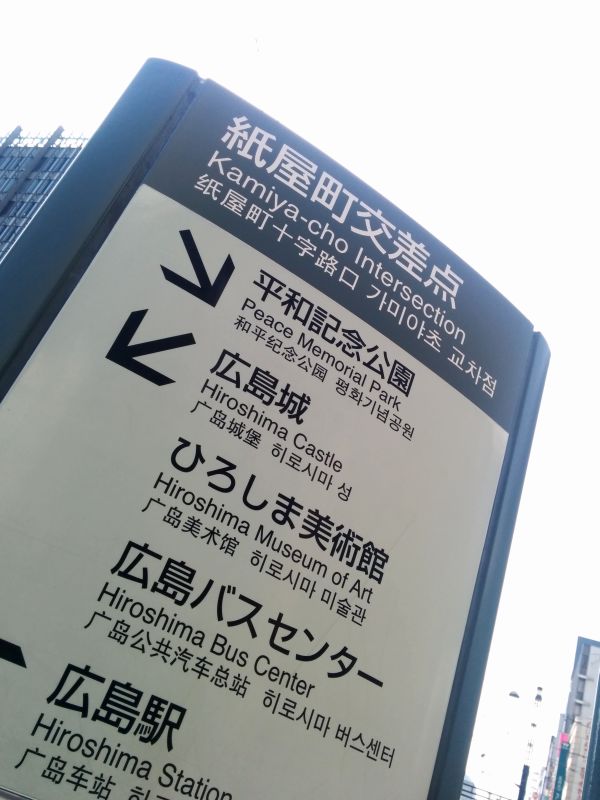 紙屋町交差点
Kamiya-cho Intersection
纸屋町十字路口 가미야초 교차점
平和記念公園
Peace Memorial Park
和平纪念公园 평화기념공원
広島城
Hiroshima Castle
广岛城堡 히로시마 성
ひろしま美術館
Hiroshima Museum of Art
广岛美术馆 히로시마 미술관
広島バスセンター
Hiroshima Bus Center
广岛公共汽车总站 히로시마 버스센터
広島駅
Hiroshima Station
广岛车站 히로시마